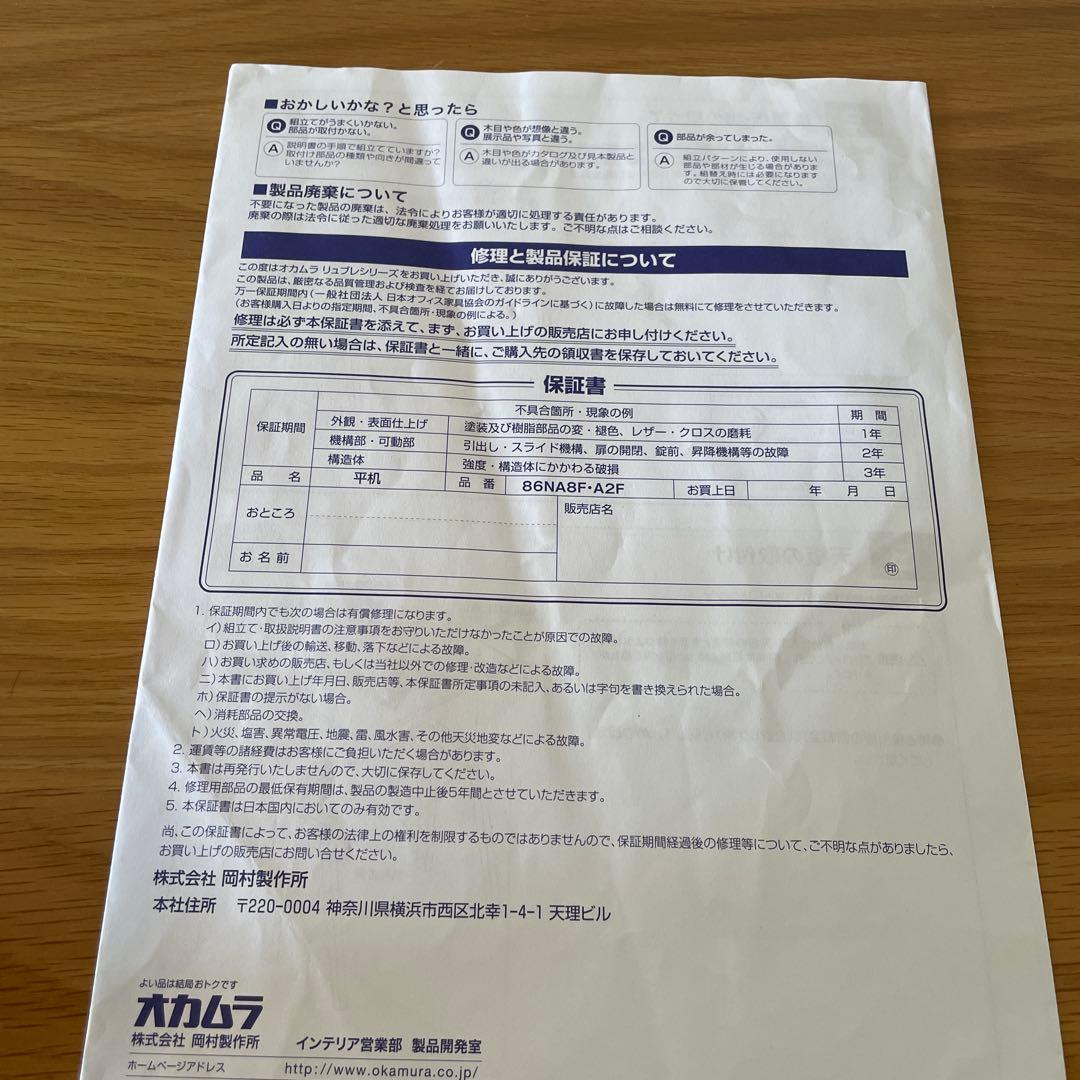 ■おかしいかな？と思ったら
Q 組立てがうまくいかない。
部品が取付かない。
A 説明書の手順で組立てていますか？
取付け部品の種類や向きが間違って
いませんか？
Q 木目や色が想像と違う。
展示品や写真と違う。
A 木目や色がカタログ及び見本製品と
違いが出る場合があります。
Q 部品が余ってしまった。
A 組立パターンにより、使用しない
部品や部材が生じる場合がありま
す。組替え時には必要になります
ので大切に保管してください。
■製品廃棄について
不要になった製品の廃棄は、法令によりお客様が適切に処理する責任があります。
廃棄の際は法令に従った適切な廃棄処理をお願いいたします。ご不明な点はご相談ください。
修理と製品保証について
この度はオカムラ リュブレシリーズをお買い上げいただき、誠にありがうございます。
この製品は、厳密なる品質管理および検査を経てお届けしております。
万一保証期間内（一般社団法人 日本オフィス家具協会のガイドラインに基づく）に故障した場合は無料にて修理をさせていただきます。
（お客様購入日よりの指定期間、不具合箇所・現象の例による。）
修理は必ず本保証書を添えて、まず、お買い上げの販売店にお申し付けください。
所定記入の無い場合は、保証書と一緒に、ご購入先の領収書を保存しておいてください。
保証書
保証期間
不具合箇所・現象の例 期 間
外観・表面仕上げ 塗装及び樹脂部品の変・褪色、レザー・クロスの磨耗 1年
機構部・可動部 引出し・スライド機構、扉の開閉、錠前、昇降機構等の故障 2年
構造体 強度・構造体にかかわる破損 3年
品 名 平机 品 番 86NA8F・A2F お買上日 年 月 日
おところ
販売店名
お名前
印
1. 保証期間内でも次の場合は有償修理になります。
イ）組立て・取扱説明書の注意事項をお守りいただけなかったことが原因での故障。
ロ）お買い上げ後の輸送、移動、落下などによる故障。
ハ）お買い求めの販売店、もしくは当社以外での修理・改造などによる故障。
ニ）本書にお買い上げ年月日、販売店等、本保証書所定事項の未記入、あるいは字句を書き換えられた場合。
ホ）保証書の提示がない場合。
ヘ）消耗部品の交換。
ト）火災、塩害、異常電圧、地震、雷、風水害、その他天災地変などによる故障。
2. 運賃等の諸経費はお客様にご負担いただく場合があります。
3. 本書は再発行いたしませんので、大切に保存してください。
4. 修理用部品の最低保有期間は、製品の製造中止後5年間とさせていただきます。
5. 本保証書は日本国内においてのみ有効です。
尚、この保証書によって、お客様の法律上の権利を制限するものではありませんので、保証期間経過後の修理等について、ご不明な点がありましたら、
お買い上げの販売店にお問い合せください。
株式会社 岡村製作所
本社住所 〒220-0004 神奈川県横浜市西区北幸1-4-1 天理ビル
よい品は結局おトクです
オカムラ
株式会社 岡村製作所 インテリア営業部 製品開発室
ホームページアドレス http://www.okamura.co.jp/